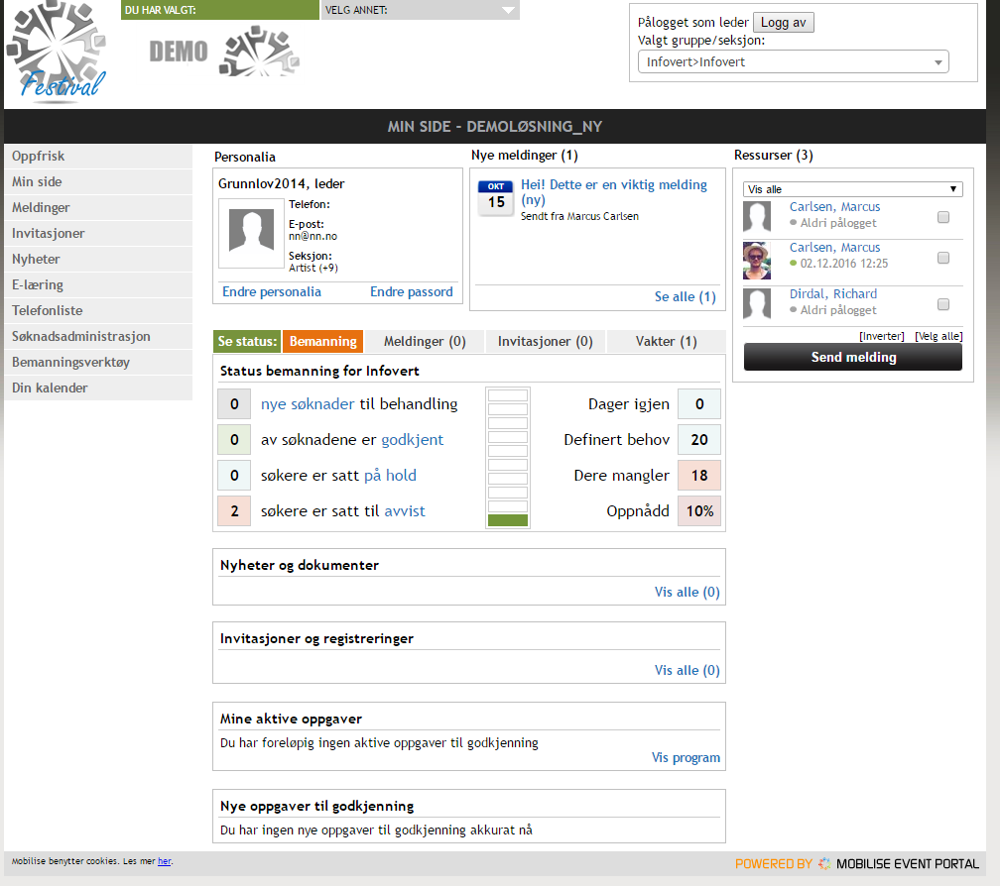 DU HAR VALGT:
VELG ANNET:
Festival
DEMO
Pålogget som leder Logg av
Valgt gruppe/seksjon:
Infovert>Infovert
MIN SIDE - DEMOLØSNING_NY
Oppfrisk
Min side
Meldinger
Invitasjoner
Nyheter
E-læring
Telefonliste
Søknadsadministrasjon
Bemanningsverktøy
Din kalender
Personalia
Grunnlov2014, leder
Telefon:
E-post:
nn@nn.no
Seksjon:
Artist (+9)
Endre personalia Endre passord
Nye meldinger (1)
OKT
15
Hei! Dette er en viktig melding
(ny)
Sendt fra Marcus Carlsen
Se alle (1)
Ressurser (3)
Vis alle
Carlsen, Marcus
Aldri pålogget
Carlsen, Marcus
02.12.2016 12:25
Dirdal, Richard
Aldri pålogget
[Inverter] [Velg alle]
Send melding
Se status: Bemanning Meldinger (0) Invitasjoner (0) Vakter (1)
Status bemanning for Infovert
0 nye søknader til behandling
0 av søknadene er godkjent
0 søkere er satt på hold
2 søkere er satt til avvist
Dager igjen 0
Definert behov 20
Dere mangler 18
Oppnådd 10%
Nyheter og dokumenter
Vis alle (0)
Invitasjoner og registreringer
Vis alle (0)
Mine aktive oppgaver
Du har foreløpig ingen aktive oppgaver til godkjenning
Vis program
Nye oppgaver til godkjenning
Du har ingen nye oppgaver til godkjenning akkurat nå
Mobilise benytter cookies. Les mer her.
POWERED BY MOBILISE EVENT PORTAL